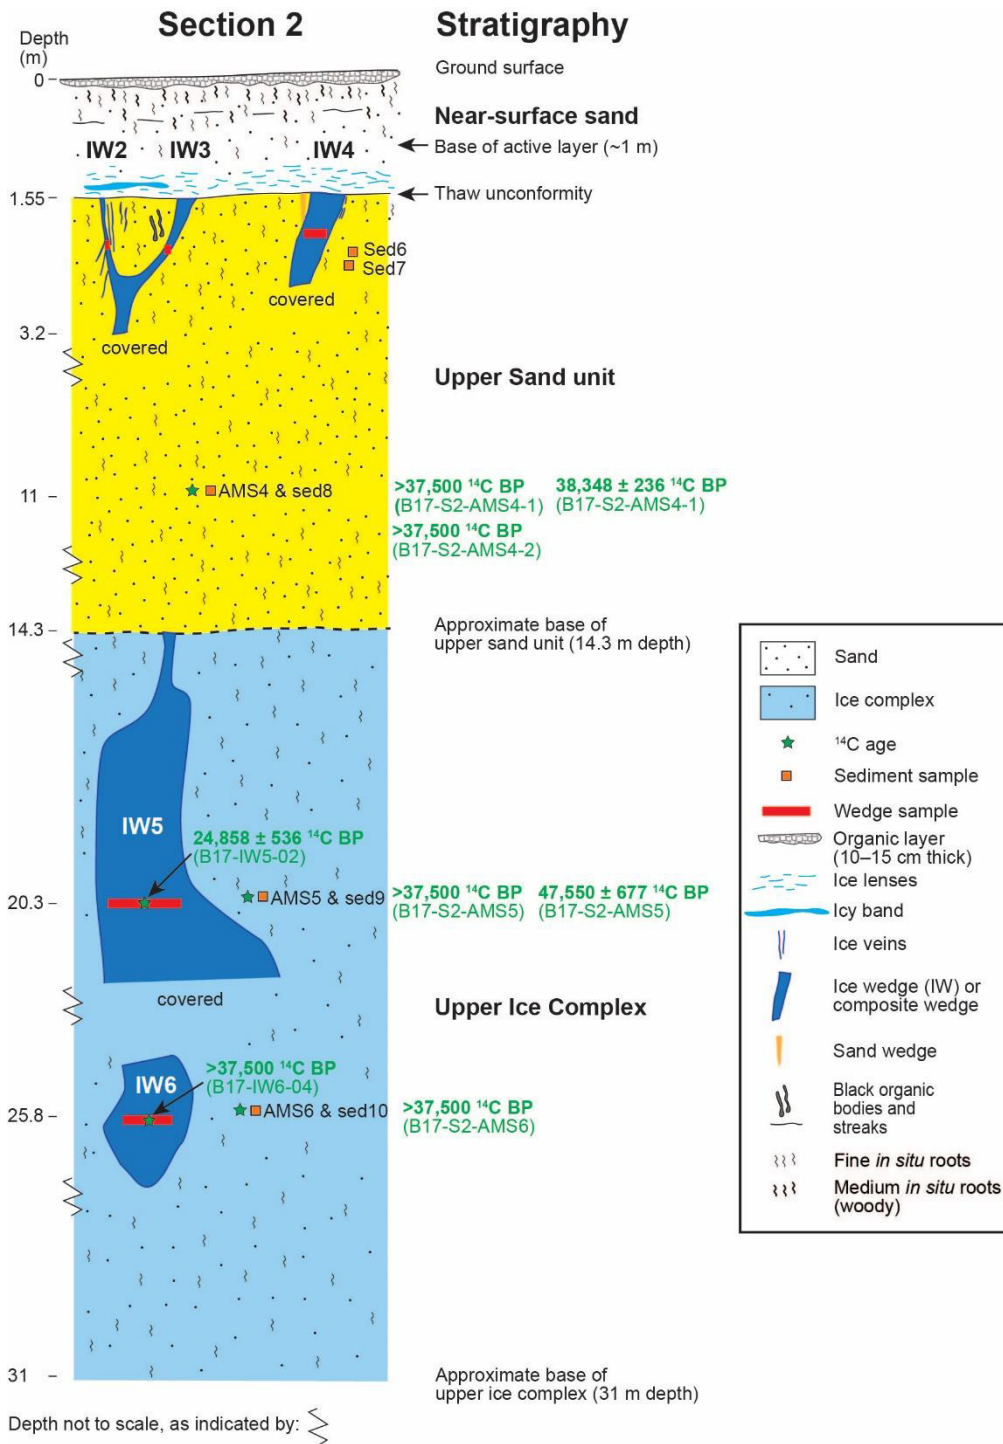 Section 2
Stratigraphy
Depth
(m)
0
Ground surface
Near-surface sand
IW2
IW3
IW4
Base of active layer (~1 m)
1.55
Thaw unconformity
Sed6
Sed7
covered
3.2
covered
Upper Sand unit
11
AMS4 & sed8
>37,500 ¹⁴C BP
(B17-S2-AMS4-1)
38,348 ± 236 ¹⁴C BP
(B17-S2-AMS4-1)
>37,500 ¹⁴C BP
(B17-S2-AMS4-2)
14.3
Approximate base of
upper sand unit (14.3 m depth)
IW5
24,858 ± 536 ¹⁴C BP
(B17-IW5-02)
20.3
AMS5 & sed9
>37,500 ¹⁴C BP
(B17-S2-AMS5)
47,550 ± 677 ¹⁴C BP
(B17-S2-AMS5)
covered
Upper Ice Complex
IW6
>37,500 ¹⁴C BP
(B17-IW6-04)
25.8
AMS6 & sed10
>37,500 ¹⁴C BP
(B17-S2-AMS6)
31
Approximate base of
upper ice complex (31 m depth)
Depth not to scale, as indicated by:
Sand
Ice complex
¹⁴C age
Sediment sample
Wedge sample
Organic layer
(10–15 cm thick)
Ice lenses
Icy band
Ice veins
Ice wedge (IW) or
composite wedge
Sand wedge
Black organic
bodies and
streaks
Fine in situ roots
Medium in situ roots
(woody)